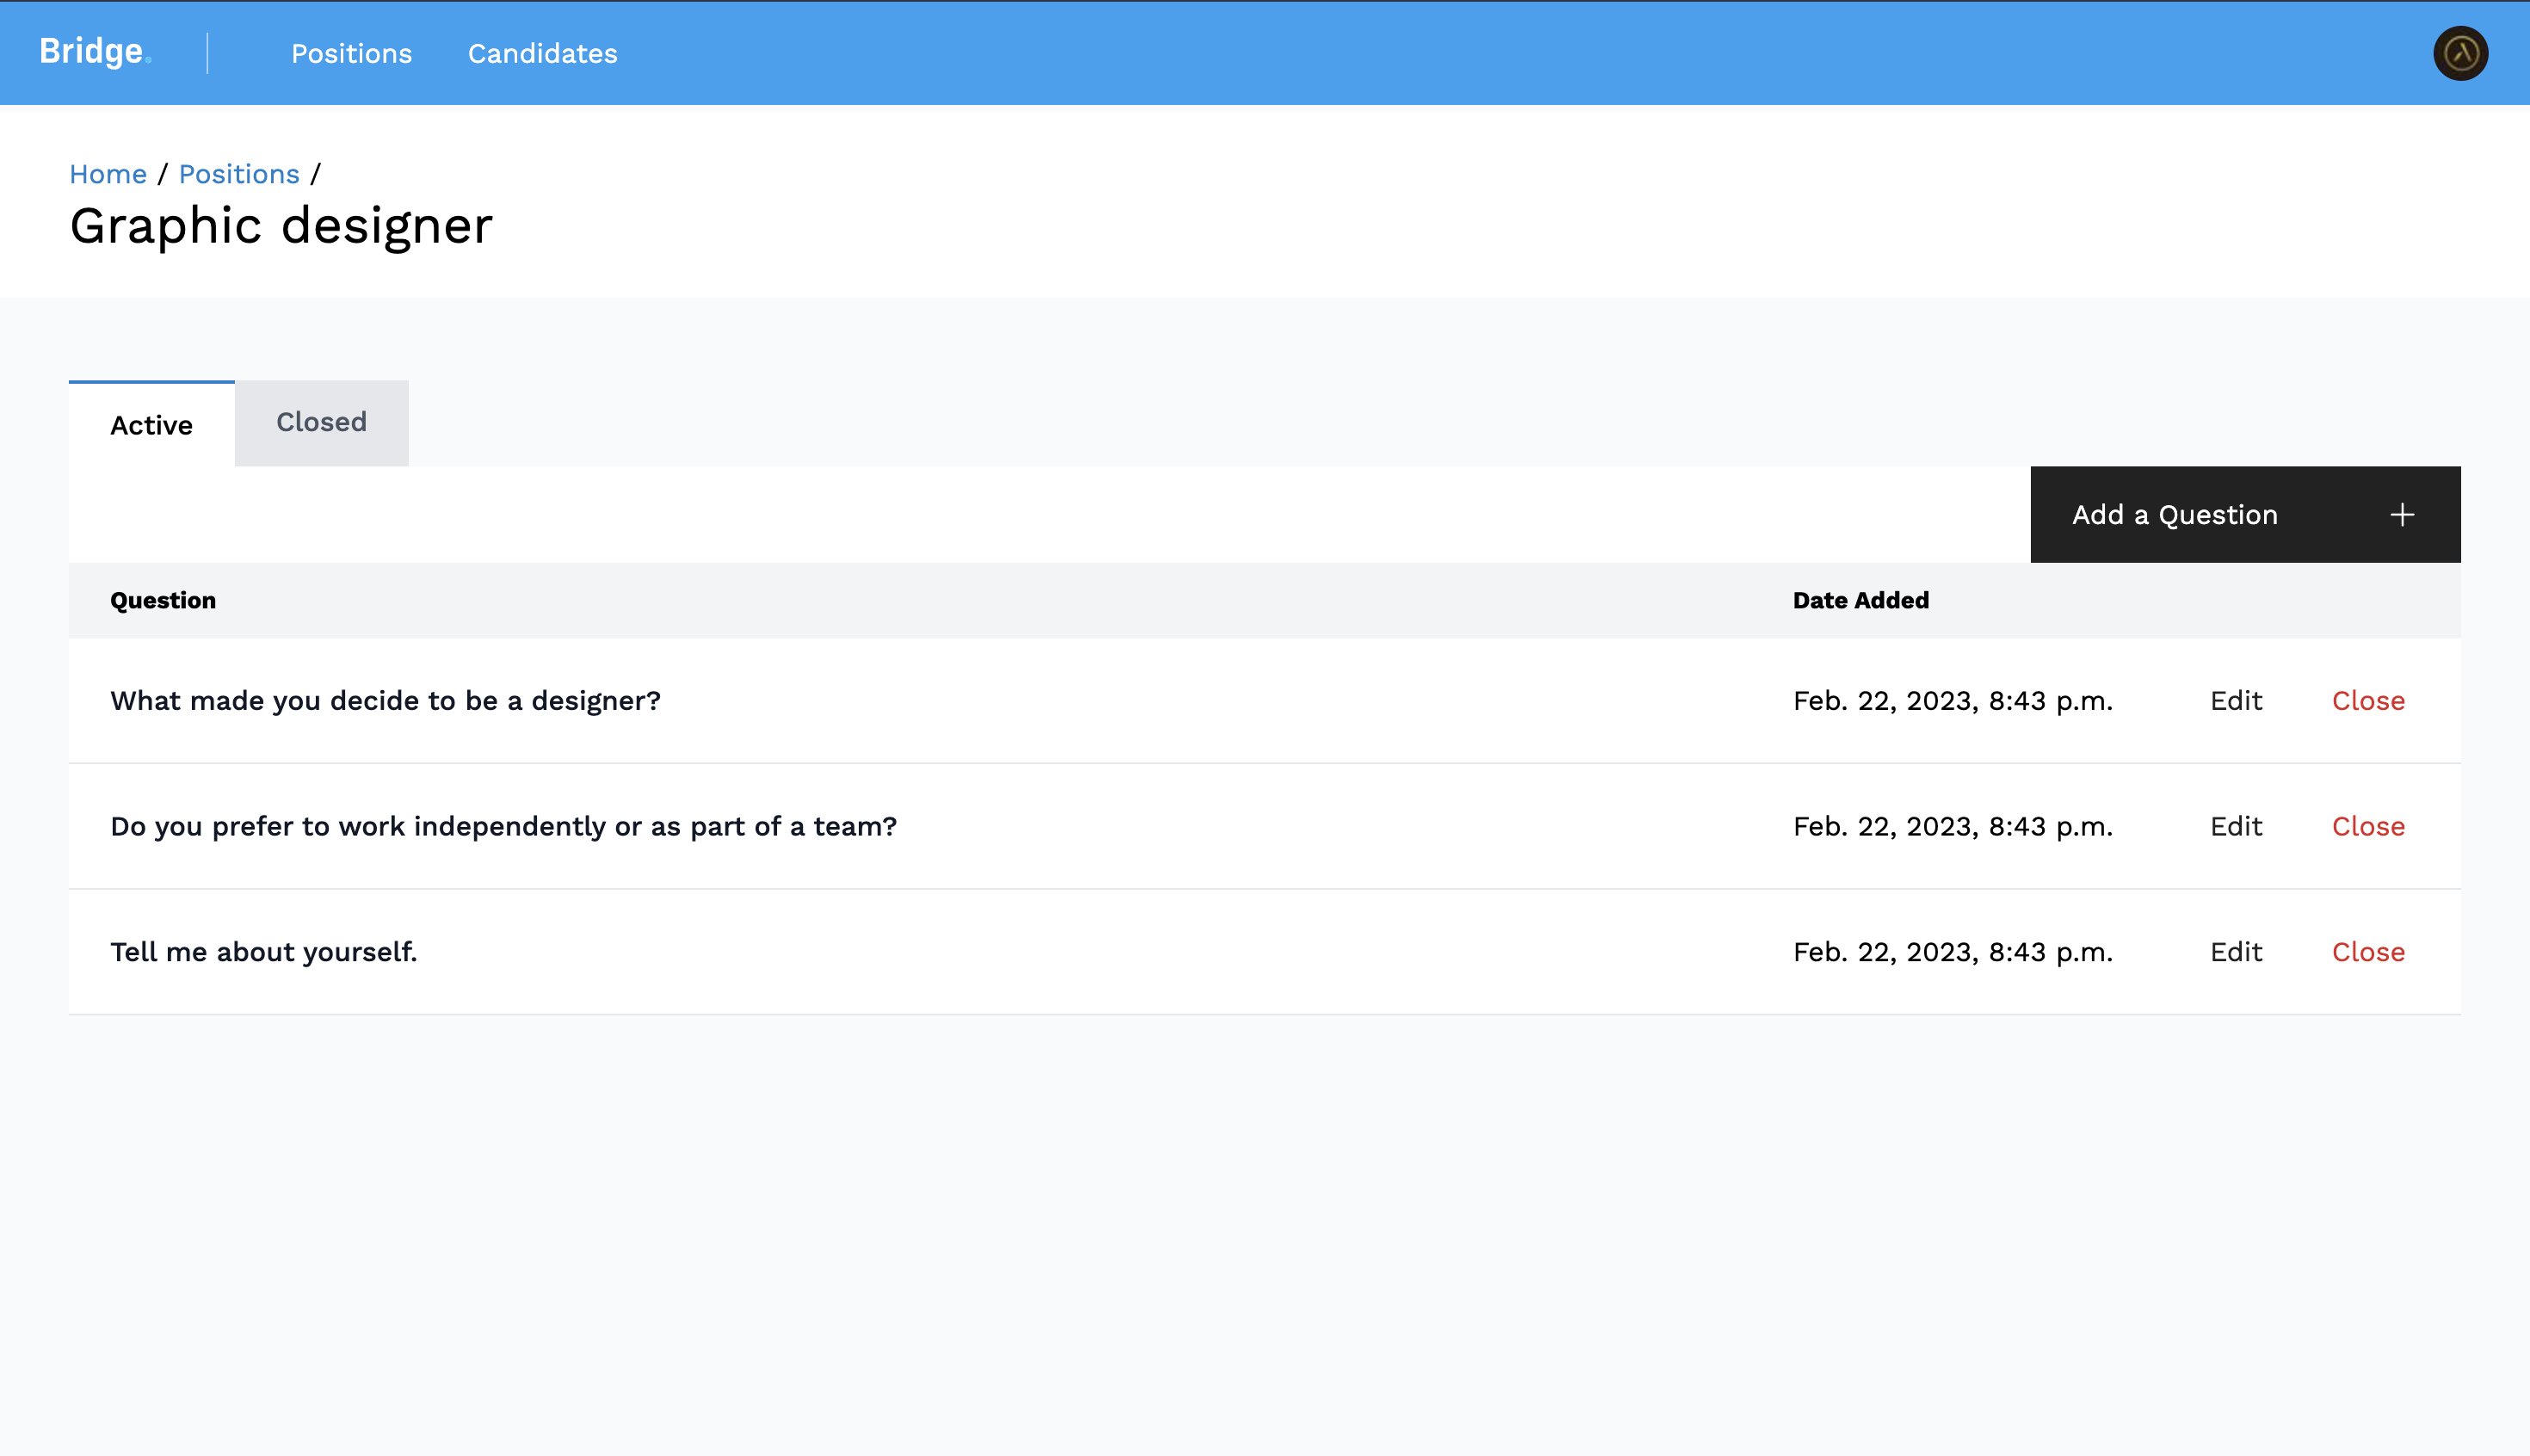 Bridge. Positions Candidates
Home / Positions /
Graphic designer
Active Closed
Add a Question +
Question Date Added
What made you decide to be a designer? Feb. 22, 2023, 8:43 p.m. Edit Close
Do you prefer to work independently or as part of a team? Feb. 22, 2023, 8:43 p.m. Edit Close
Tell me about yourself. Feb. 22, 2023, 8:43 p.m. Edit Close